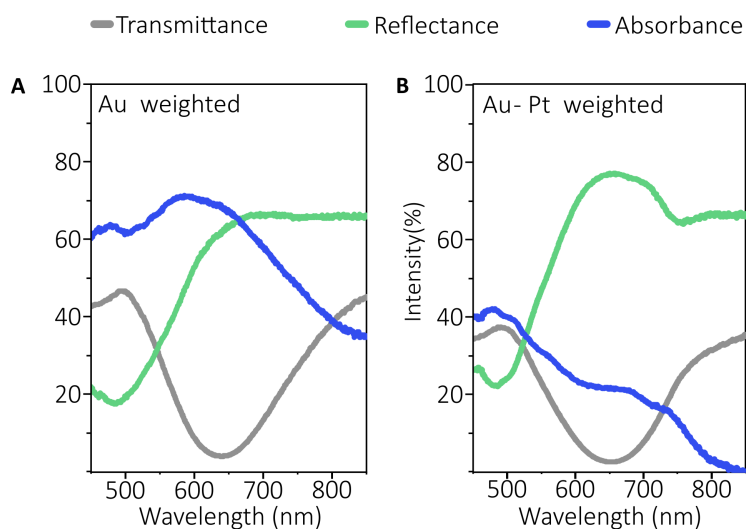 Transmittance Reflectance Absorbance
A B
Au weighted
Au- Pt weighted
100
80
60
40
20
500 600 700 800
Wavelength (nm)
Intensity(%)
100
80
60
40
20
500 600 700 800
Wavelength (nm)